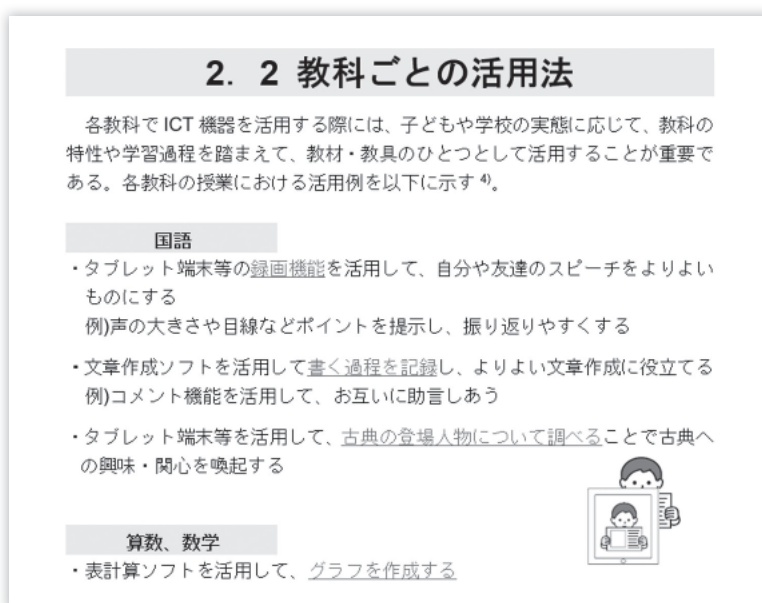 2．2 教科ごとの活用法
各教科で ICT 機器を活用する際には、子どもや学校の実態に応じて、教科の
特性や学習過程を踏まえて、教材・教具のひとつとして活用することが重要で
ある。各教科の授業における活用例を以下に示す 4)。
国語
・タブレット端末等の録画機能を活用して、自分や友達のスピーチをよりよい
ものにする
例)声の大きさや目線などポイントを提示し、振り返りやすくする
・文章作成ソフトを活用して書く過程を記録し、よりよい文章作成に役立てる
例)コメント機能を活用して、お互いに助言しあう
・タブレット端末等を活用して、古典の登場人物について調べることで古典へ
の興味・関心を喚起する
算数、数学
・表計算ソフトを活用して、グラフを作成する